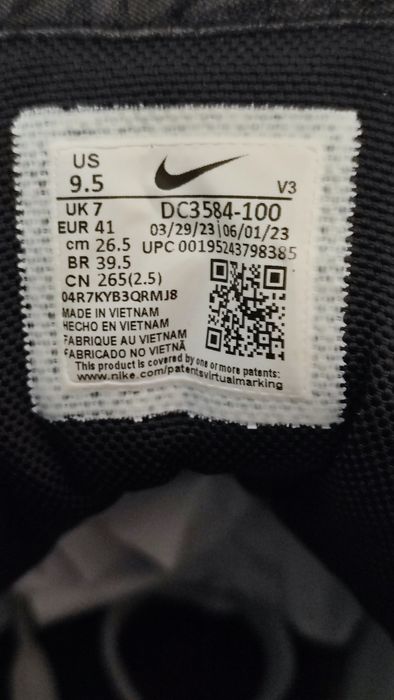 US
9.5
V3
UK 7
DC3584-100
EUR 41
03/29/23 | 06/01/23
cm 26.5
UPC 00195243798385
BR 39.5
CN 265(2.5)
04R7KYB3QRMJ8
MADE IN VIETNAM
HECHO EN VIETNAM
FABRIQUE AU VIETNAM
FABRICADO NO VIETNÃ
This product is covered by one or more patents:
www.nike.com/patentsvirtualmarking